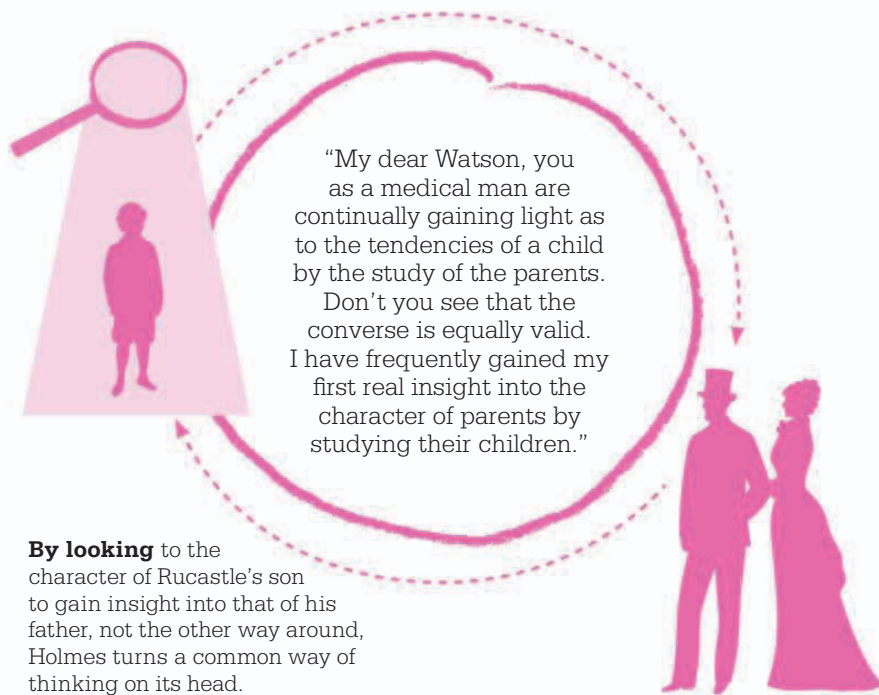 “My dear Watson, you
as a medical man are
continually gaining light as
to the tendencies of a child
by the study of the parents.
Don’t you see that the
converse is equally valid.
I have frequently gained my
first real insight into the
character of parents by
studying their children.”
By looking to the
character of Rucastle’s son
to gain insight into that of his
father, not the other way around,
Holmes turns a common way of
thinking on its head.